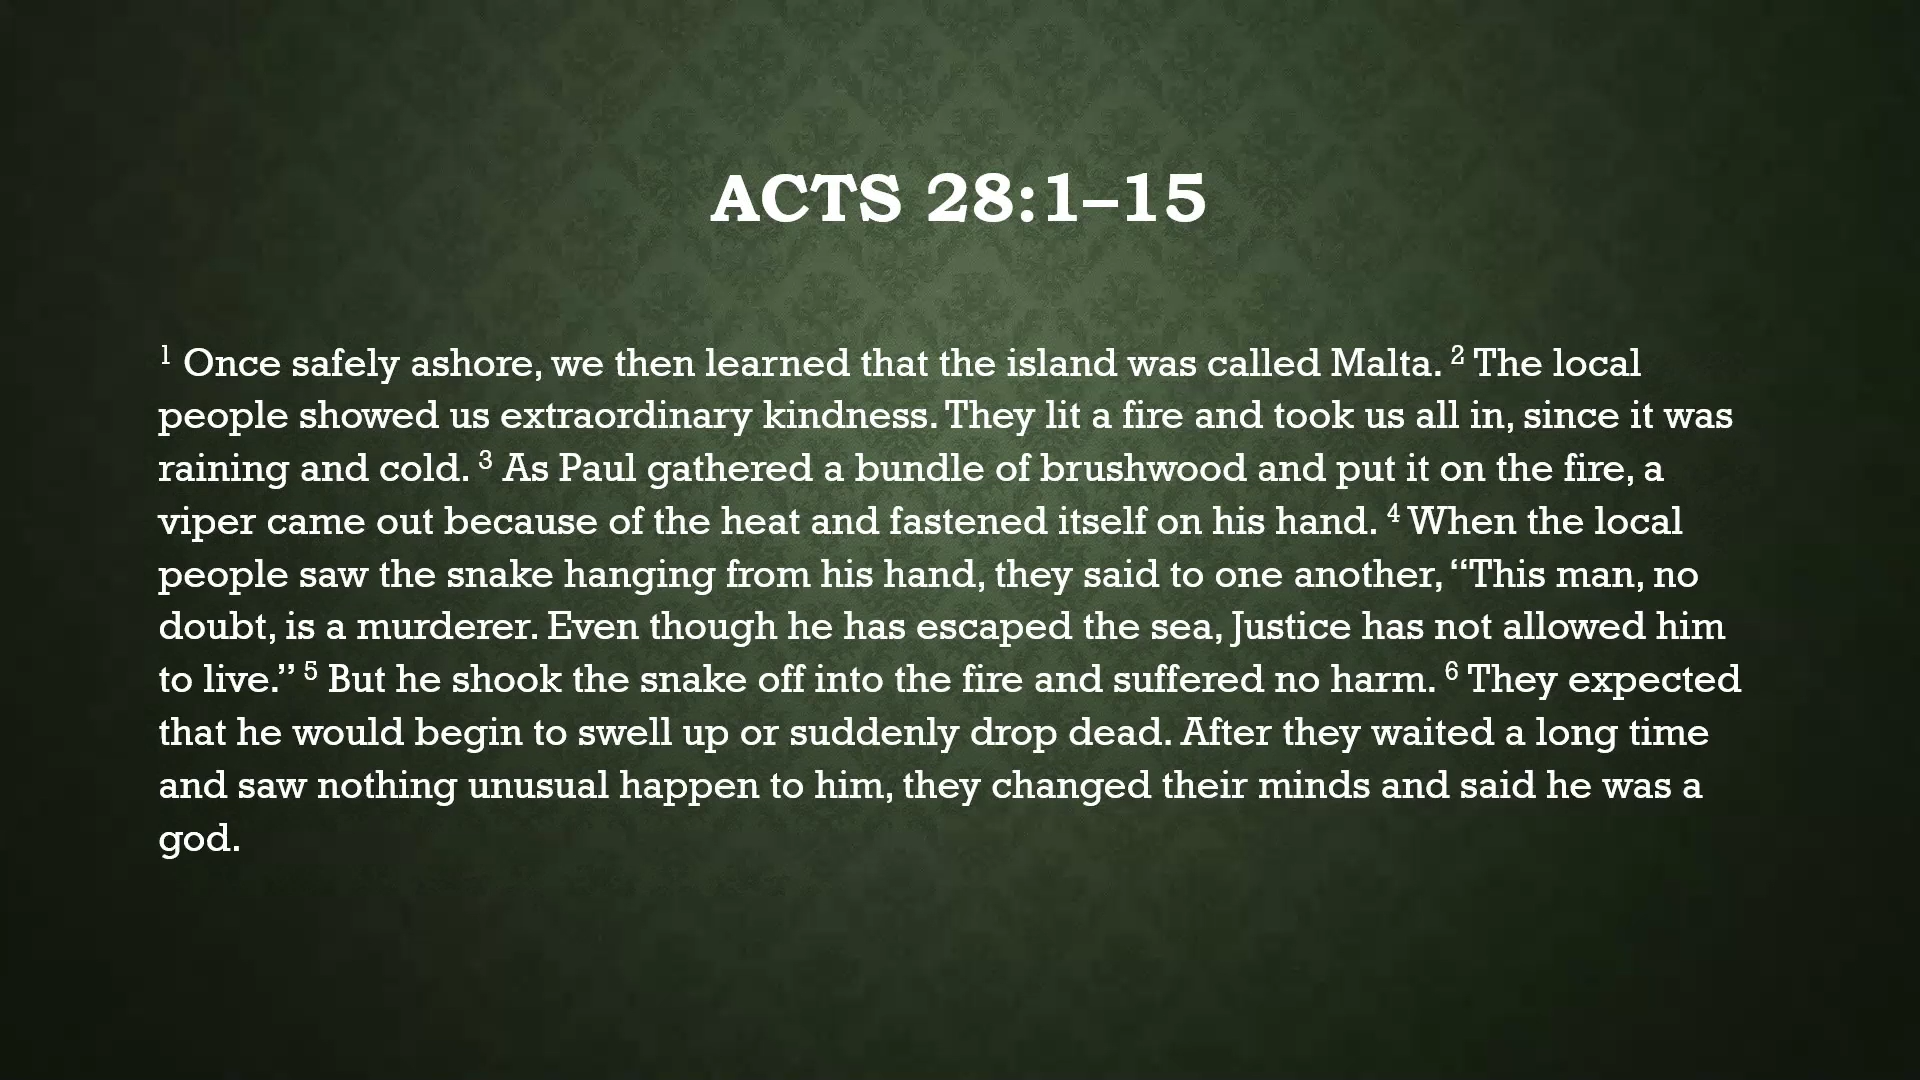 ACTS 28:1–15
1 Once safely ashore, we then learned that the island was called Malta. 2 The local
people showed us extraordinary kindness. They lit a fire and took us all in, since it was
raining and cold. 3 As Paul gathered a bundle of brushwood and put it on the fire, a
viper came out because of the heat and fastened itself on his hand. 4 When the local
people saw the snake hanging from his hand, they said to one another, “This man, no
doubt, is a murderer. Even though he has escaped the sea, Justice has not allowed him
to live.” 5 But he shook the snake off into the fire and suffered no harm. 6 They expected
that he would begin to swell up or suddenly drop dead. After they waited a long time
and saw nothing unusual happen to him, they changed their minds and said he was a
god.